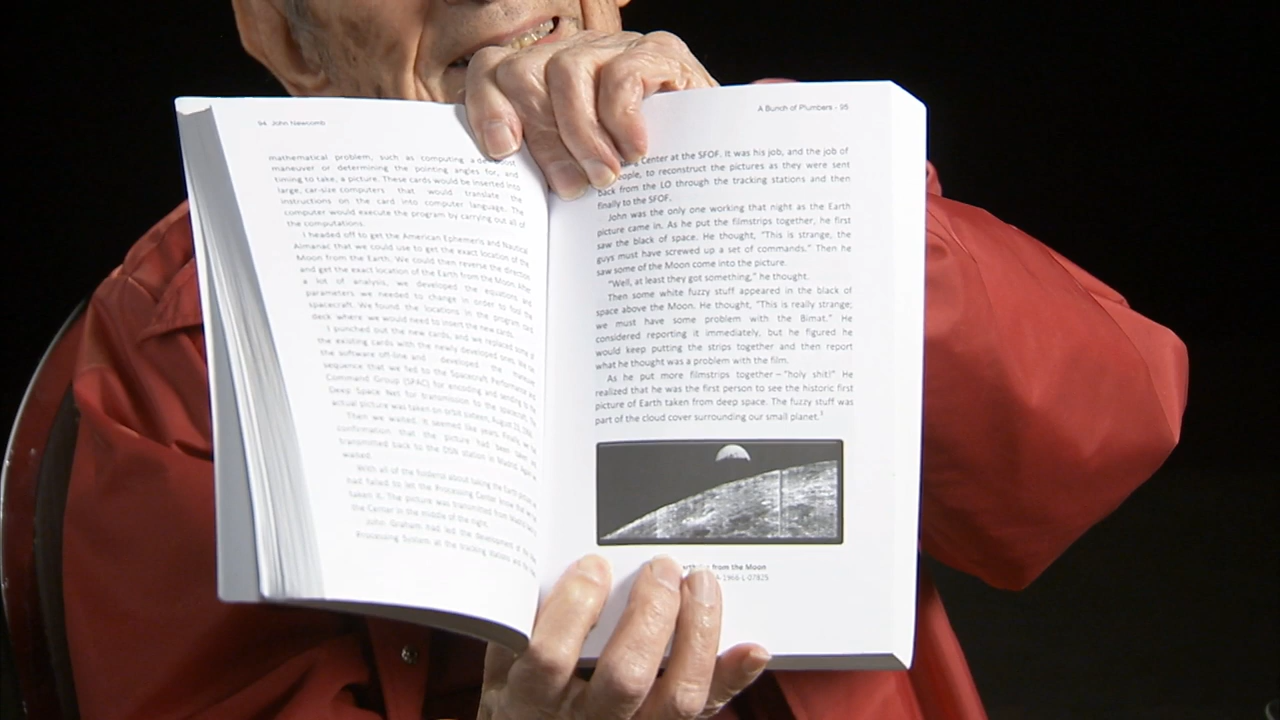 94 John Newcomb
mathematical problem, such as computing a deboost
maneuver or determining the pointing angles for, and
timing to take, a picture. These cards would be inserted into
large, car-size computers that would translate the
instructions on the card into computer language. The
computer would execute the program by carrying out all of
the computations.
I headed off to get the American Ephemeris and Nautical
Almanac that we could use to get the exact location of the
Moon from the Earth. We could then reverse the direction
and get the exact location of the Earth from the Moon. After
a lot of analysis, we developed the equations and
parameters we needed to change in order to fool the
spacecraft. We found the locations in the program card
deck where we would need to insert the new cards.
I punched out the new cards, and we replaced some of
the existing cards with the newly developed ones. We ran
the software off-line and developed the maneuver
sequence that we fed to the Spacecraft Performance and
Command Group (SPAC) for encoding and sending to the
Deep Space Net for transmission to the spacecraft. The
actual picture was taken on orbit sixteen, August 23, 1966.
Then we waited. It seemed like years. Finally, we
confirmation that the picture had been taken
transmitted back to the DSN station in Madrid. Again we
waited.
With all of the about taking the Earth picture, we
had failed to let the Processing Center know that we
taken it. The picture was transmitted from Madrid
the Center in the middle of the night.
John Graham had led the development of the
Processing System at the tracking stations and
A Bunch of Plumbers - 95
Center at the SFOF. It was his job, and the job of
people, to reconstruct the pictures as they were sent
back from the LO through the tracking stations and then
finally to the SFOF.
John was the only one working that night as the Earth
picture came in. As he put the filmstrips together, he first
saw the black of space. He thought, "This is strange, the
guys must have screwed up a set of commands." Then he
saw some of the Moon come into the picture.
"Well, at least they got something," he thought.
Then some white fuzzy stuff appeared in the black of
space above the Moon. He thought, "This is really strange;
we must have some problem with the Bimat." He
considered reporting it immediately, but he figured he
would keep putting the strips together and then report
what he thought was a problem with the film.
As he put more filmstrips together – "holy shit!" He
realized that he was the first person to see the historic first
picture of Earth taken from deep space. The fuzzy stuff was
part of the cloud cover surrounding our small planet.³
from the Moon
-1966-L-07825